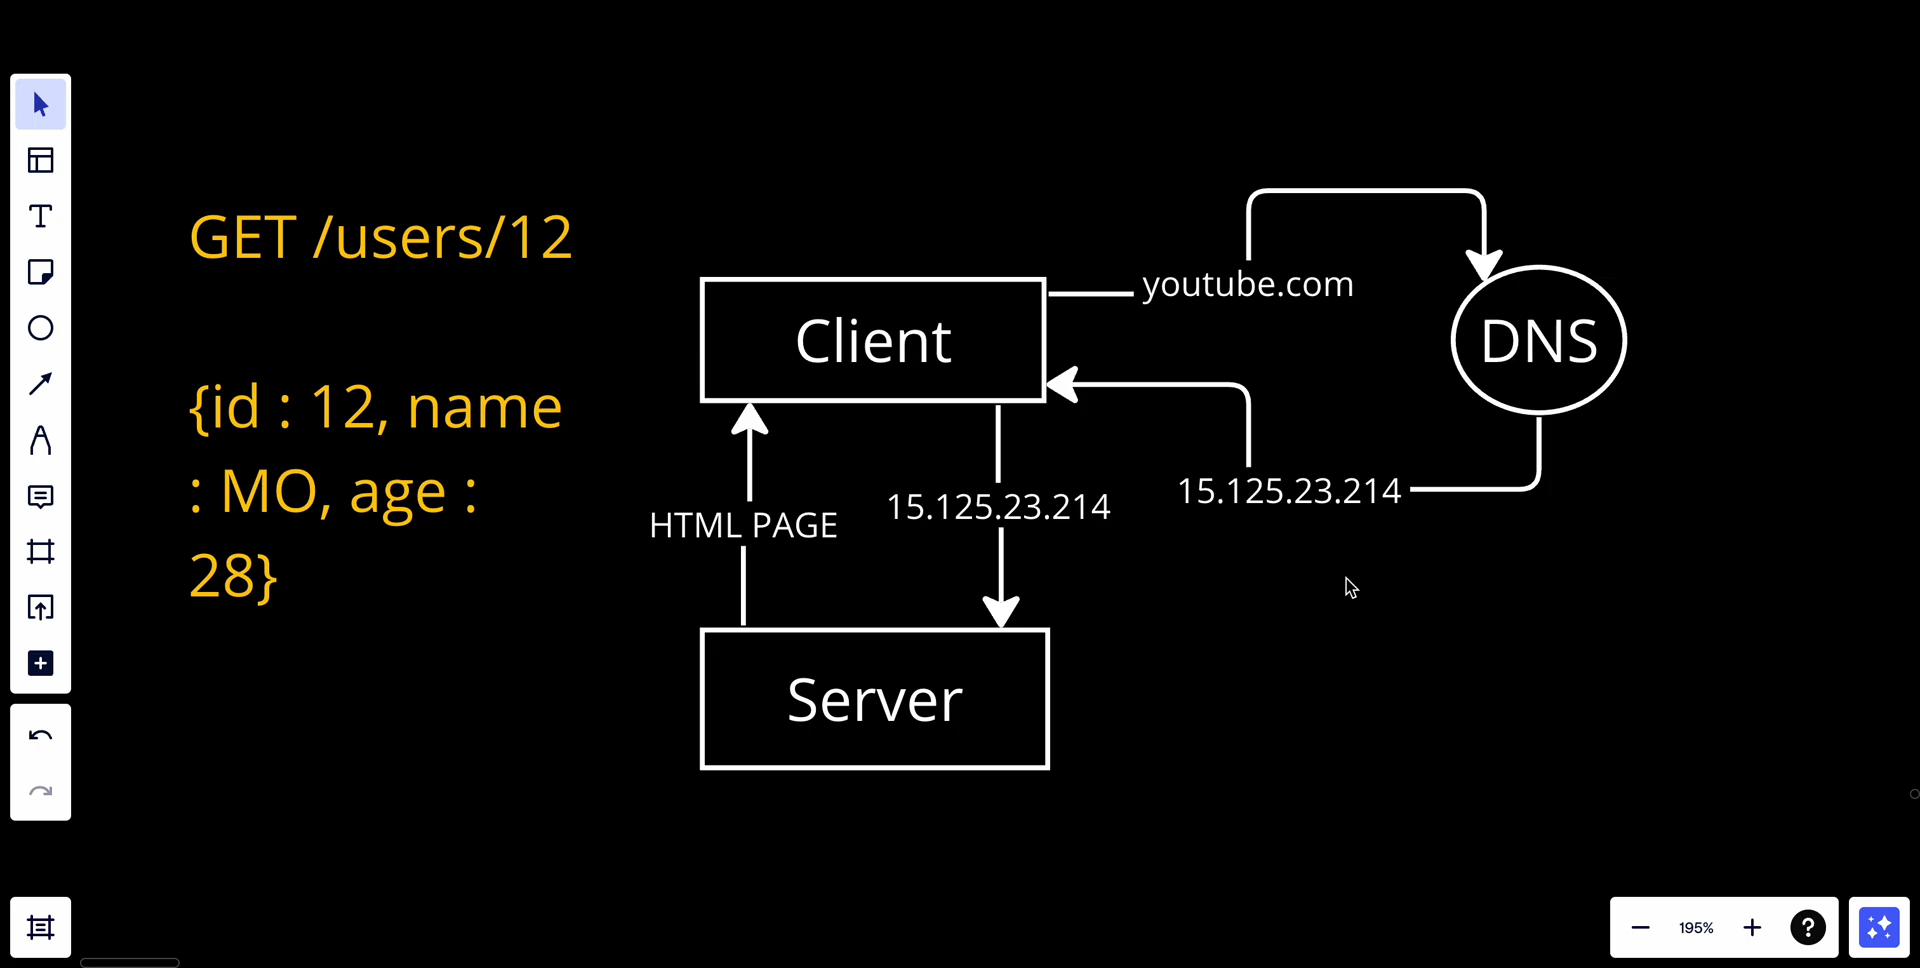 GET /users/12
{id : 12, name
: MO, age :
28}
youtube.com
Client
DNS
15.125.23.214
15.125.23.214
HTML PAGE
Server
195%